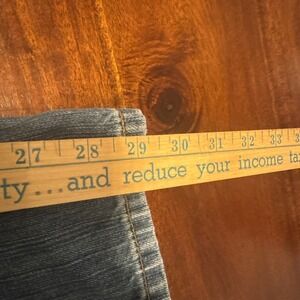 27 28 29 30 31 32 33
ty...and reduce your income ta